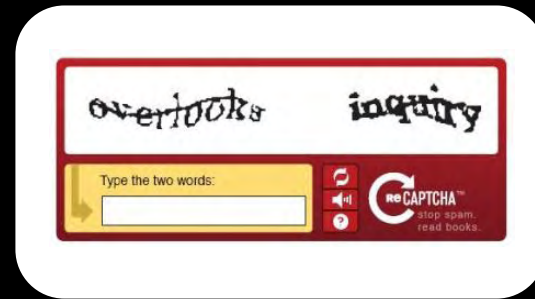 overlooks inquiry
Type the two words:
reCAPTCHA™
stop spam.
read books.